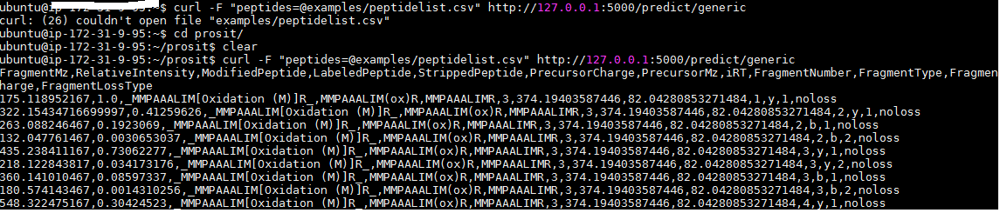 ubuntu@ip-172-31-9-95:~$ curl -F "peptides=@examples/peptidelist.csv" http://127.0.0.1:5000/predict/generic
curl: (26) couldn't open file "examples/peptidelist.csv"
ubuntu@ip-172-31-9-95:~$ cd prosit/
ubuntu@ip-172-31-9-95:~/prosit$ clear
ubuntu@ip-172-31-9-95:~/prosit$ curl -F "peptides=@examples/peptidelist.csv" http://127.0.0.1:5000/predict/generic
FragmentMz,RelativeIntensity,ModifiedPeptide,LabeledPeptide,StrippedPeptide,PrecursorCharge,PrecursorMz,iRT,FragmentNumber,FragmentType,Fragmen
harge,FragmentLossType
175.118952167,1.0,_MMPAAALIM[Oxidation (M)]R_,MMPAAALIM(ox)R,MMPAAALIMR,3,374.19403587446,82.04280853271484,1,y,1,noloss
322.15434716699997,0.41259626,_MMPAAALIM[Oxidation (M)]R_,MMPAAALIM(ox)R,MMPAAALIMR,3,374.19403587446,82.04280853271484,2,y,1,noloss
263.088246467,0.1923069,_MMPAAALIM[Oxidation (M)]R_,MMPAAALIM(ox)R,MMPAAALIMR,3,374.19403587446,82.04280853271484,2,b,1,noloss
132.047761467,0.0030653037,_MMPAAALIM[Oxidation (M)]R_,MMPAAALIM(ox)R,MMPAAALIMR,3,374.19403587446,82.04280853271484,2,b,2,noloss
435.238411167,0.73062277,_MMPAAALIM[Oxidation (M)]R_,MMPAAALIM(ox)R,MMPAAALIMR,3,374.19403587446,82.04280853271484,3,y,1,noloss
218.122843817,0.034173176,_MMPAAALIM[Oxidation (M)]R_,MMPAAALIM(ox)R,MMPAAALIMR,3,374.19403587446,82.04280853271484,3,y,2,noloss
360.141010467,0.08597337,_MMPAAALIM[Oxidation (M)]R_,MMPAAALIM(ox)R,MMPAAALIMR,3,374.19403587446,82.04280853271484,3,b,1,noloss
180.574143467,0.0014310256,_MMPAAALIM[Oxidation (M)]R_,MMPAAALIM(ox)R,MMPAAALIMR,3,374.19403587446,82.04280853271484,3,b,2,noloss
548.322475167,0.30424523,_MMPAAALIM[Oxidation (M)]R_,MMPAAALIM(ox)R,MMPAAALIMR,3,374.19403587446,82.04280853271484,4,y,1,noloss